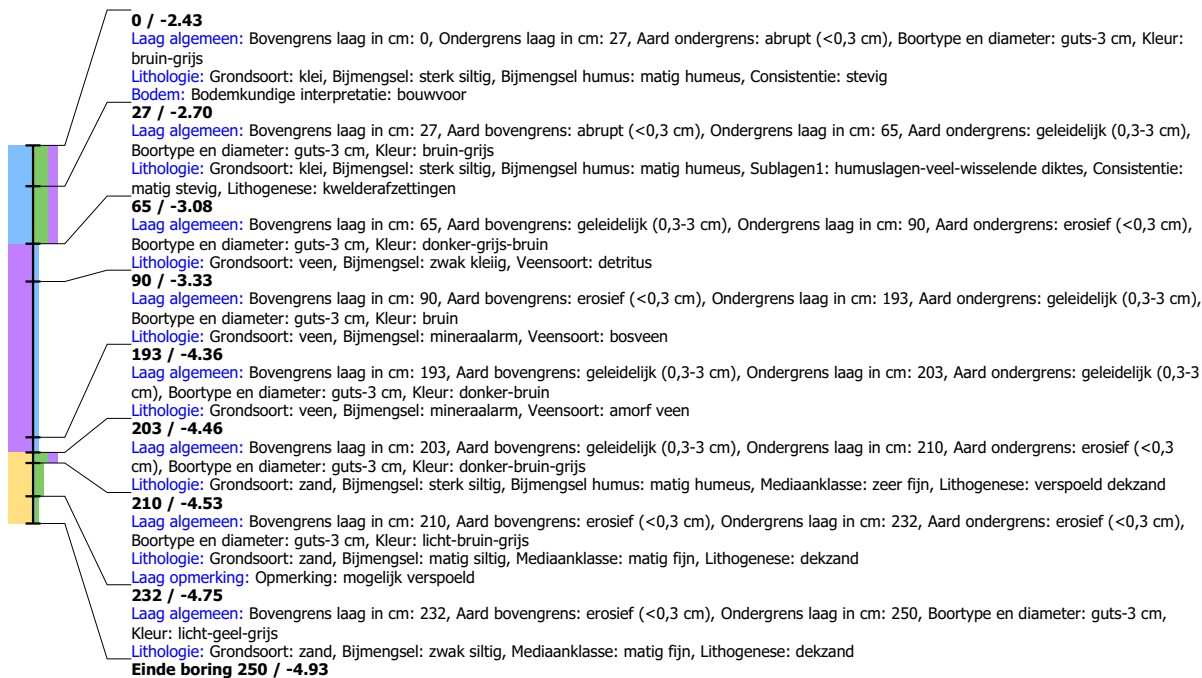 0 / -2.43
Laag algemeen: Bovengrens laag in cm: 0, Ondergrens laag in cm: 27, Aard ondergrens: abrupt (<0,3 cm), Boortype en diameter: guts-3 cm, Kleur:
bruin-grijs
Lithologie: Grondsoort: klei, Bijmengsel: sterk siltig, Bijmengsel humus: matig humeus, Consistentie: stevig
Bodem: Bodemkundige interpretatie: bouwvoor
27 / -2.70
Laag algemeen: Bovengrens laag in cm: 27, Aard bovengrens: abrupt (<0,3 cm), Ondergrens laag in cm: 65, Aard ondergrens: geleidelijk (0,3-3 cm),
Boortype en diameter: guts-3 cm, Kleur: bruin-grijs
Lithologie: Grondsoort: klei, Bijmengsel: sterk siltig, Bijmengsel humus: matig humeus, Sublagen1: humuslagen-veel-wisselende diktes, Consistentie:
matig stevig, Lithogenese: kwelderafzettingen
65 / -3.08
Laag algemeen: Bovengrens laag in cm: 65, Aard bovengrens: geleidelijk (0,3-3 cm), Ondergrens laag in cm: 90, Aard ondergrens: erosief (<0,3 cm),
Boortype en diameter: guts-3 cm, Kleur: donker-grijs-bruin
Lithologie: Grondsoort: veen, Bijmengsel: zwak kleiig, Veensoort: detritus
90 / -3.33
Laag algemeen: Bovengrens laag in cm: 90, Aard bovengrens: erosief (<0,3 cm), Ondergrens laag in cm: 193, Aard ondergrens: geleidelijk (0,3-3 cm),
Boortype en diameter: guts-3 cm, Kleur: bruin
Lithologie: Grondsoort: veen, Bijmengsel: mineraalarm, Veensoort: bosveen
193 / -4.36
Laag algemeen: Bovengrens laag in cm: 193, Aard bovengrens: geleidelijk (0,3-3 cm), Ondergrens laag in cm: 203, Aard ondergrens: geleidelijk (0,3-3
cm), Boortype en diameter: guts-3 cm, Kleur: donker-bruin
Lithologie: Grondsoort: veen, Bijmengsel: mineraalarm, Veensoort: amorf veen
203 / -4.46
Laag algemeen: Bovengrens laag in cm: 203, Aard bovengrens: geleidelijk (0,3-3 cm), Ondergrens laag in cm: 210, Aard ondergrens: erosief (<0,3
cm), Boortype en diameter: guts-3 cm, Kleur: donker-bruin-grijs
Lithologie: Grondsoort: zand, Bijmengsel: sterk siltig, Bijmengsel humus: matig humeus, Mediaanklasse: zeer fijn, Lithogenese: verspoeld dekzand
210 / -4.53
Laag algemeen: Bovengrens laag in cm: 210, Aard bovengrens: erosief (<0,3 cm), Ondergrens laag in cm: 232, Aard ondergrens: erosief (<0,3 cm),
Boortype en diameter: guts-3 cm, Kleur: licht-bruin-grijs
Lithologie: Grondsoort: zand, Bijmengsel: matig siltig, Mediaanklasse: matig fijn, Lithogenese: dekzand
Laag opmerking: Opmerking: mogelijk verspoeld
232 / -4.75
Laag algemeen: Bovengrens laag in cm: 232, Aard bovengrens: erosief (<0,3 cm), Ondergrens laag in cm: 250, Boortype en diameter: guts-3 cm,
Kleur: licht-geel-grijs
Lithologie: Grondsoort: zand, Bijmengsel: zwak siltig, Mediaanklasse: matig fijn, Lithogenese: dekzand
Einde boring 250 / -4.93